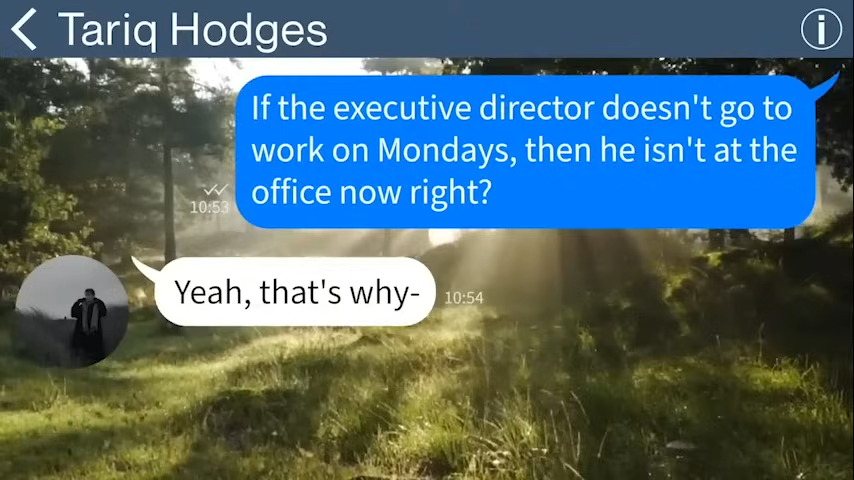 Tariq Hodges
If the executive director doesn't go to
work on Mondays, then he isn't at the
office now right?
10:53
Yeah, that's why-
10:54